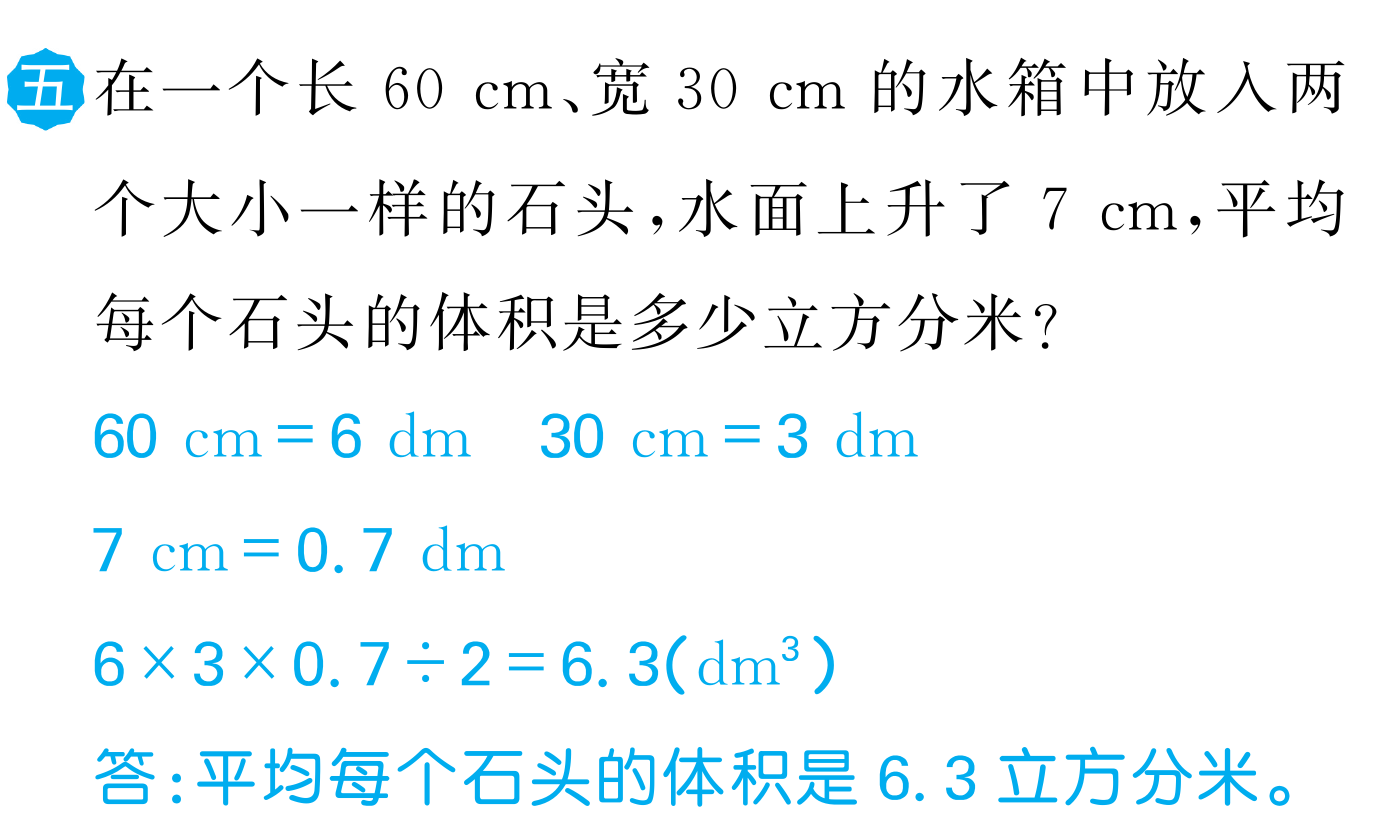 五 在一个长 60 cm、宽 30 cm 的水箱中放入两
个大小一样的石头,水面上升了 7 cm,平均
每个石头的体积是多少立方分米?
60 cm=6 dm 30 cm=3 dm
7 cm=0.7 dm
6×3×0.7÷2=6.3(dm³)
答:平均每个石头的体积是 6.3 立方分米。